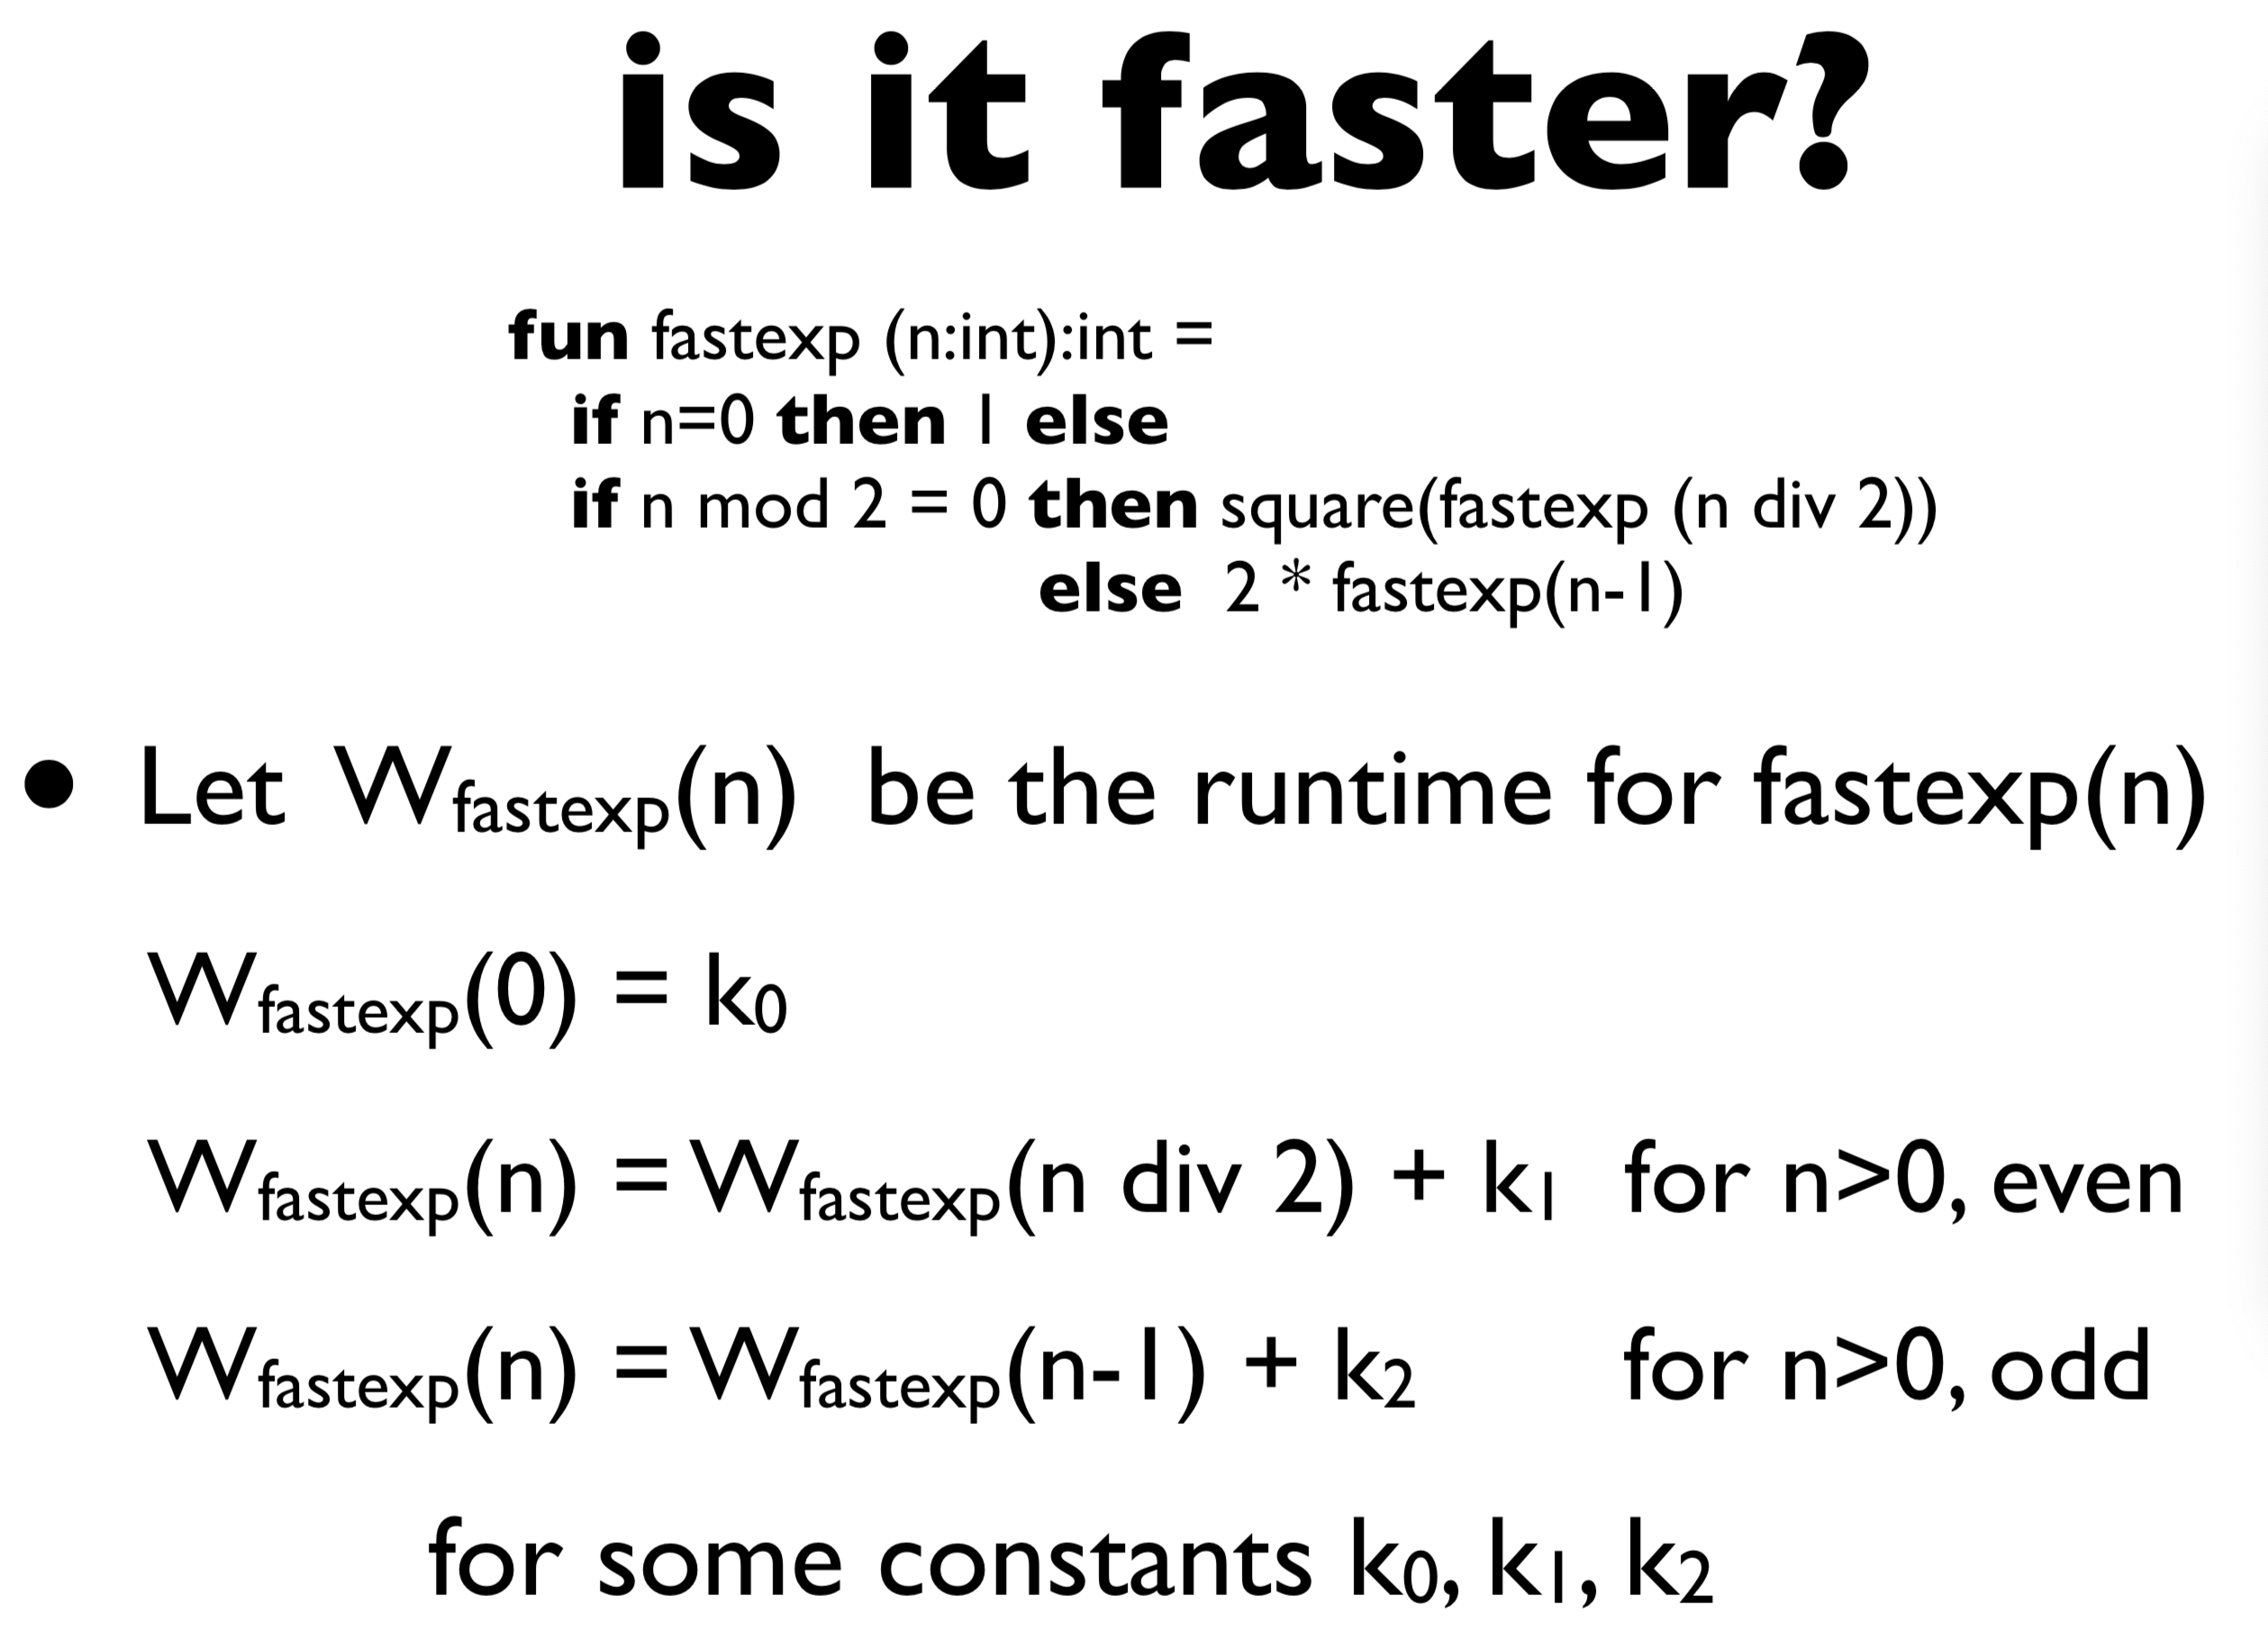 is it faster?
fun fastexp (n:int):int =
if n=0 then 1 else
if n mod 2 = 0 then square(fastexp (n div 2))
else 2 * fastexp(n-1)
• Let Wfastexp(n) be the runtime for fastexp(n)
Wfastexp(0) = k0
Wfastexp(n) = Wfastexp(n div 2) + k1 for n>0, even
Wfastexp(n) = Wfastexp(n-1) + k2 for n>0, odd
for some constants k0, k1, k2